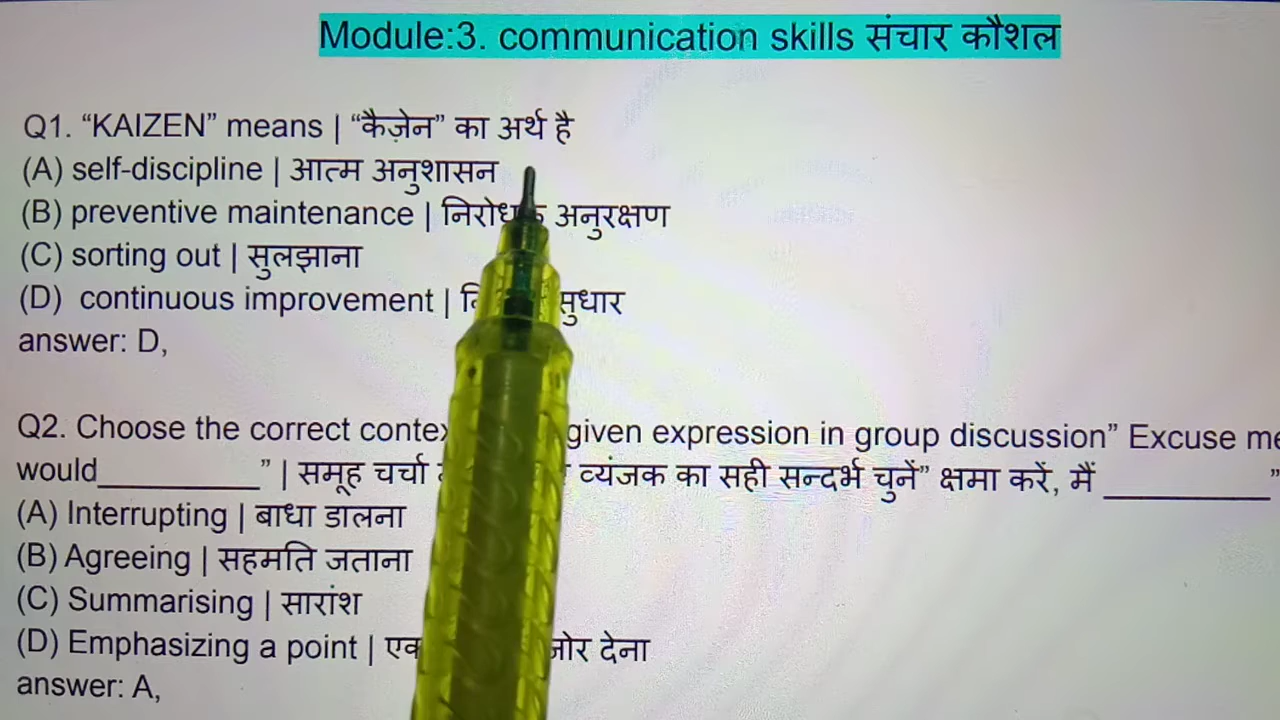 Module:3. communication skills संचार कौशल
Q1. “KAIZEN” means | “कैज़ेन” का अर्थ है
(A) self-discipline | आत्म अनुशासन
(B) preventive maintenance | अनुरक्षण
(C) sorting out | सुलझाना
(D) continuous improvement | सुधार
answer: D,
Q2. Choose the correct given expression in group discussion” Excuse
would__________ ” | समूह चर्चा व्यंजक का सही सन्दर्भ चुनें” क्षमा करें, मैं __________”
(A) Interrupting | बाधा डालना
(B) Agreeing | सहमति जताना
(C) Summarising | सारांश
(D) Emphasizing a point | देना
answer: A,